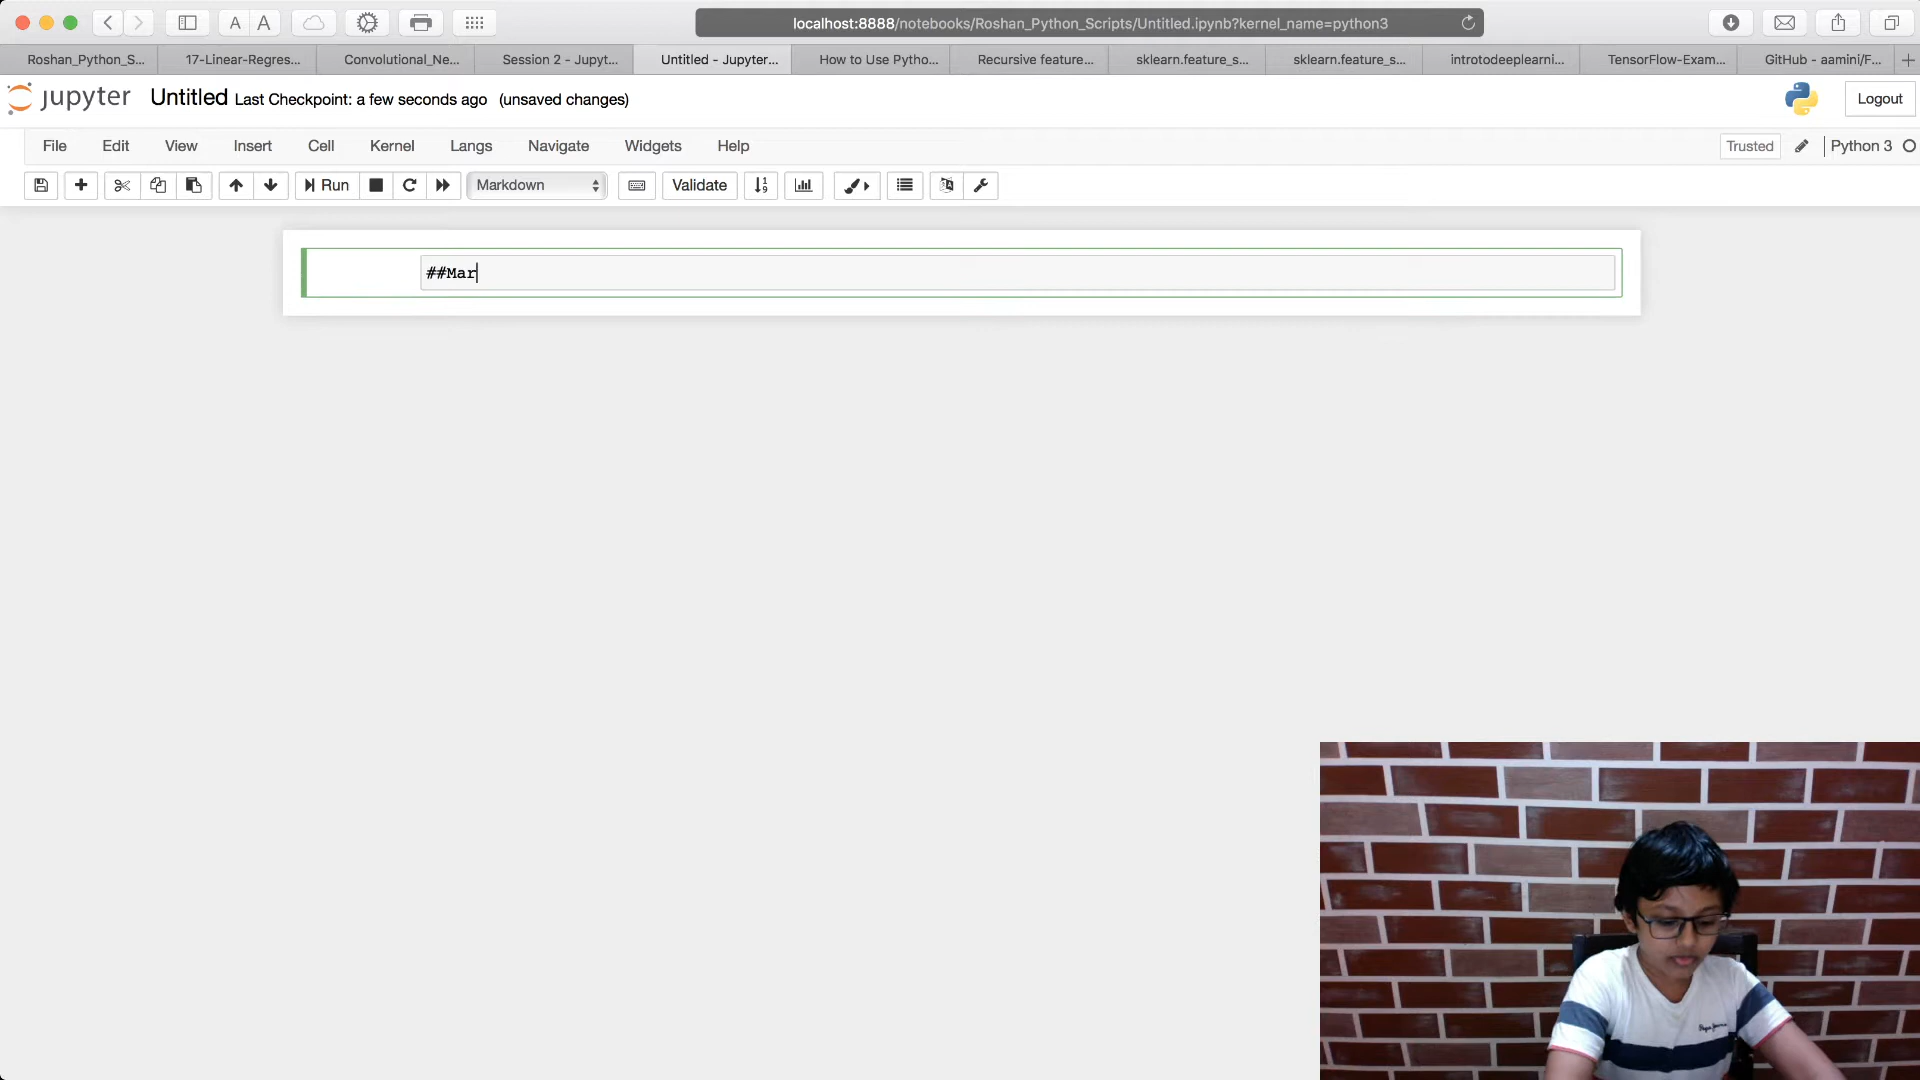 A A localhost:8888/notebooks/Roshan_Python_Scripts/Untitled.ipynb?kernel_name=python3
Roshan_Python_S... 17-Linear-Regres... Convolutional_Ne... Session 2 - Jupyt... Untitled - Jupyter... How to Use Pytho... Recursive feature... sklearn.feature_s... sklearn.feature_s... introtodeeplearni... TensorFlow-Exam... GitHub - aamini/F...
jupyter Untitled Last Checkpoint: a few seconds ago (unsaved changes) Logout
File Edit View Insert Cell Kernel Langs Navigate Widgets Help Trusted Python 3
Run Markdown Validate
##Mar